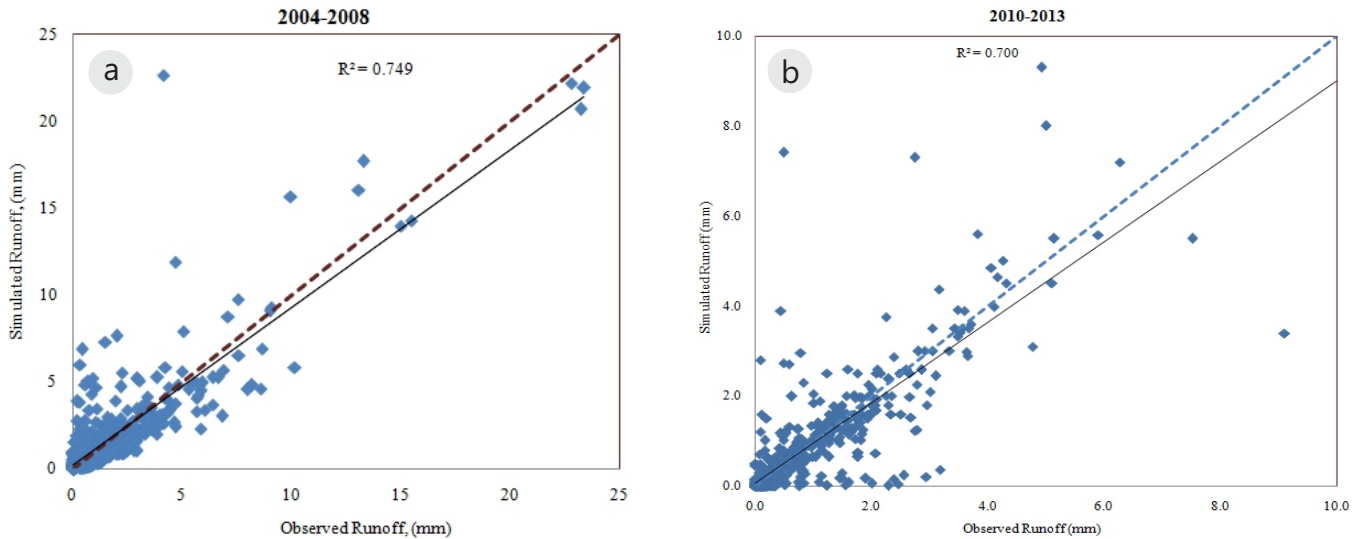 2004-2008
a
R² = 0.749
Simulated Runoff, (mm)
25
20
15
10
5
0
0 5 10 15 20 25
Observed Runoff, (mm)
2010-2013
b
R² = 0.700
Simulated Runoff (mm)
10.0
8.0
6.0
4.0
2.0
0.0
0.0 2.0 4.0 6.0 8.0 10.0
Observed Runoff (mm)